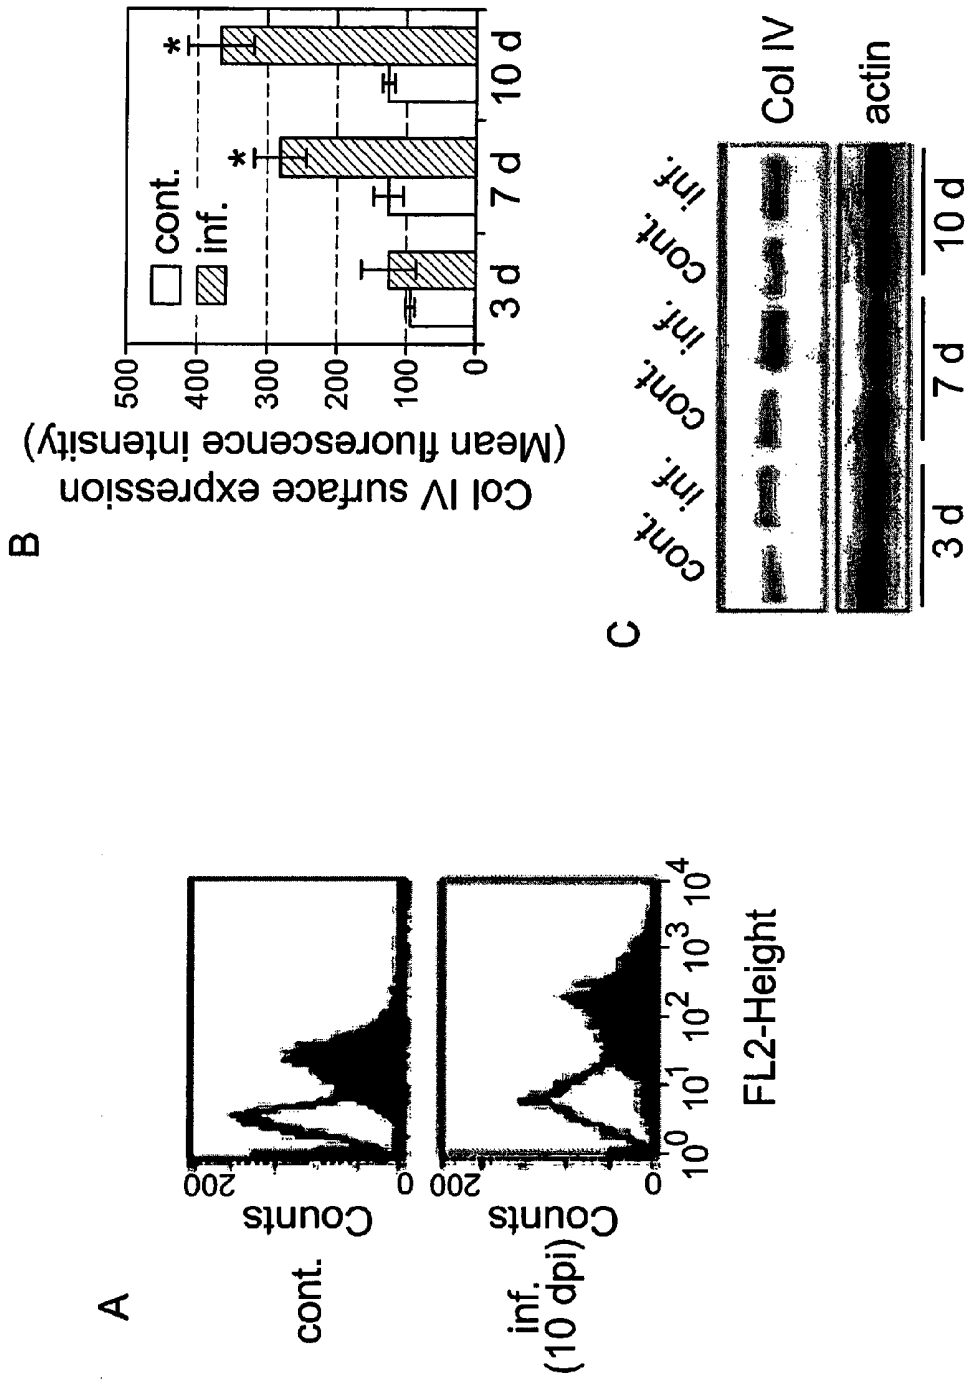 A
cont.
Counts
200
0
inf.
(10 dpi)
Counts
200
0
10^0 10^1 10^2 10^3 10^4
FL2-Height
B
Col IV surface expression
(Mean fluorescence intensity)
500
400
300
200
100
0
cont.
inf.
* *
3 d 7 d 10 d
C
cont. inf. cont. inf. cont. inf.
Col IV
actin
3 d 7 d 10 d